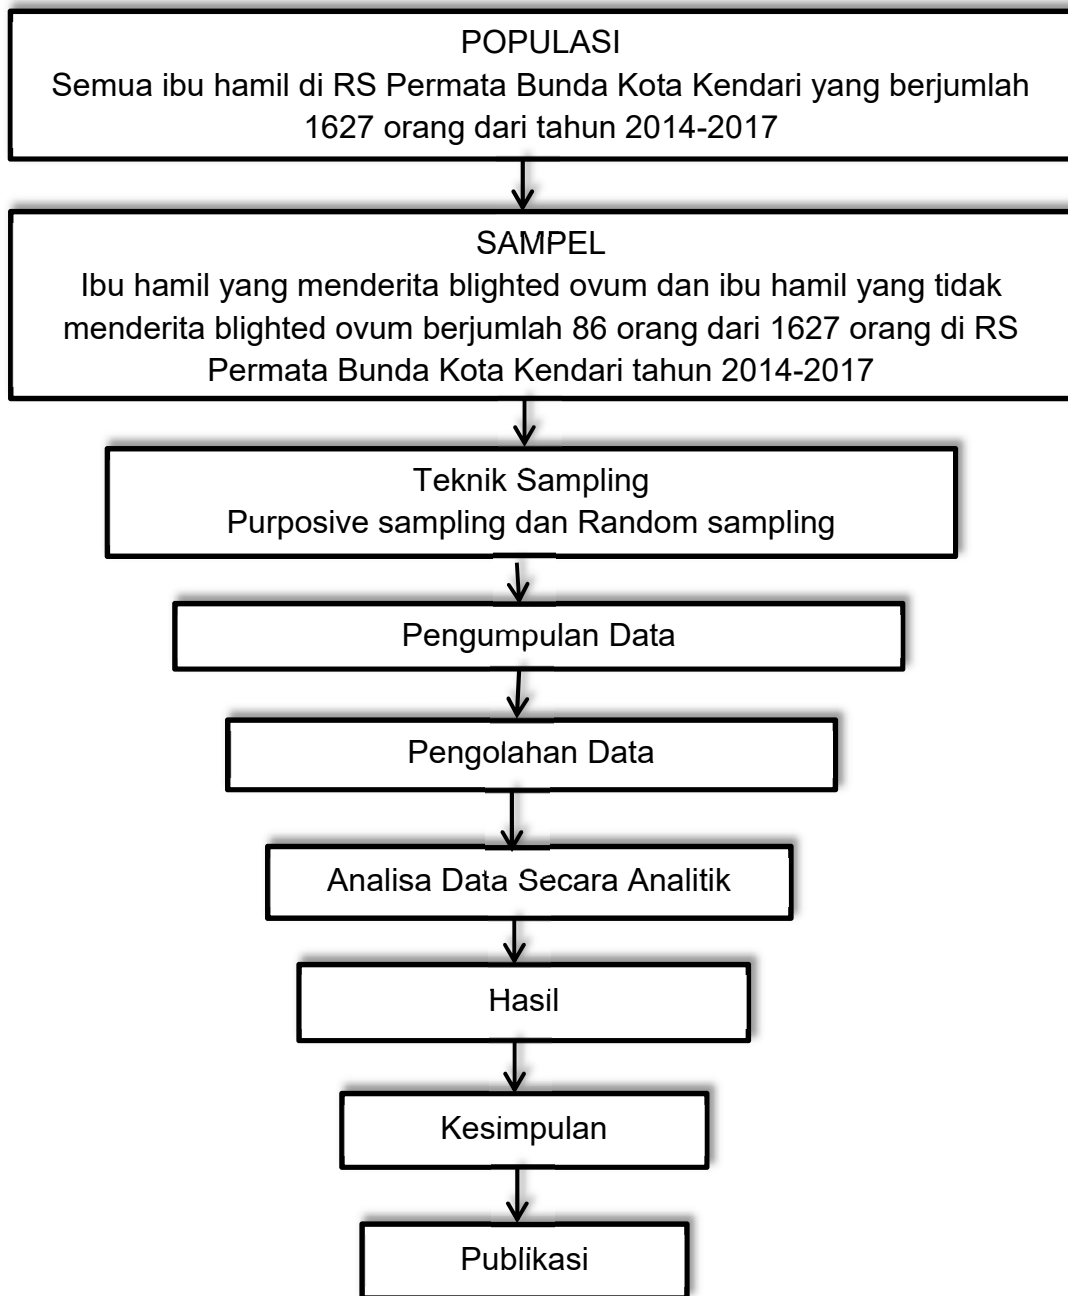 POPULASI
Semua ibu hamil di RS Permata Bunda Kota Kendari yang berjumlah
1627 orang dari tahun 2014-2017
SAMPEL
Ibu hamil yang menderita blighted ovum dan ibu hamil yang tidak
menderita blighted ovum berjumlah 86 orang dari 1627 orang di RS
Permata Bunda Kota Kendari tahun 2014-2017
Teknik Sampling
Purposive sampling dan Random sampling
Pengumpulan Data
Pengolahan Data
Analisa Data Secara Analitik
Hasil
Kesimpulan
Publikasi